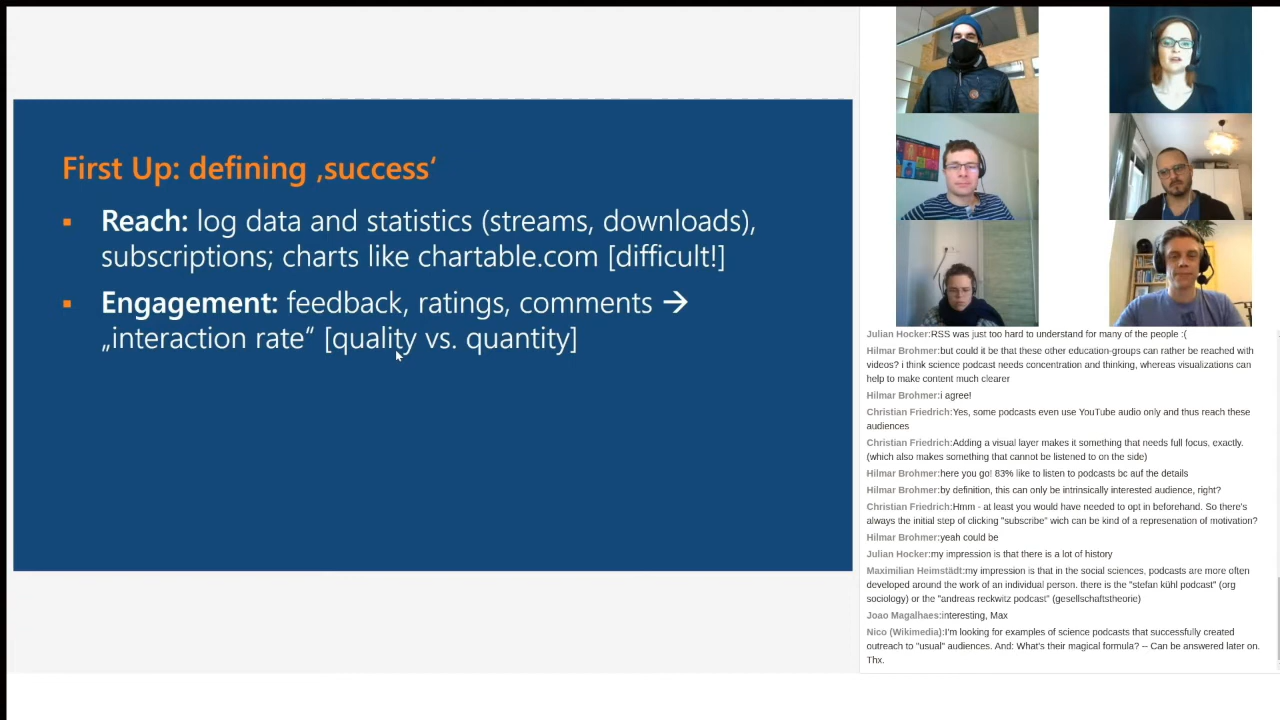 First Up: defining ‚success‘
▪ Reach: log data and statistics (streams, downloads),
subscriptions; charts like chartable.com [difficult!]
▪ Engagement: feedback, ratings, comments →
„interaction rate“ [quality vs. quantity]
Julian Hocker:RSS was just too hard to understand for many of the people :(
Hilmar Brohmer:but could it be that these other education-groups can rather be reached with
videos? i think science podcast needs concentration and thinking, whereas visualizations can
help to make content much clearer
Hilmar Brohmer:i agree!
Christian Friedrich:Yes, some podcasts even use YouTube audio only and thus reach these
audiences
Christian Friedrich:Adding a visual layer makes it something that needs full focus, exactly.
(which also makes something that cannot be listened to on the side)
Hilmar Brohmer:here you go! 83% like to listen to podcasts bc auf the details
Hilmar Brohmer:by definition, this can only be intrinsically interested audience, right?
Christian Friedrich:Hmm - at least you would have needed to opt in beforehand. So there's
always the initial step of clicking "subscribe" wich can be kind of a represenation of motivation?
Hilmar Brohmer:yeah could be
Julian Hocker:my impression is that there is a lot of history
Maximilian Heimstädt:my impression is that in the social sciences, podcasts are more often
developed around the work of an individual person. there is the "stefan kühl podcast" (org
sociology) or the "andreas reckwitz podcast" (gesellschaftstheorie)
Joao Magalhaes:interesting, Max
Nico (Wikimedia):I'm looking for examples of science podcasts that successfully created
outreach to "usual" audiences. And: What's their magical formula? -- Can be answered later on.
Thx.